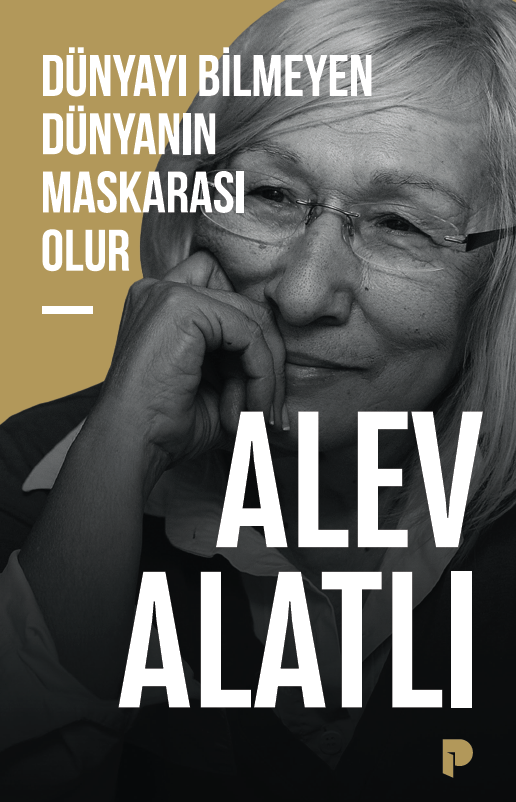 DÜNYAYI BİLMEYEN
DÜNYANIN
MASKARASI
OLUR
ALEV
ALATLI